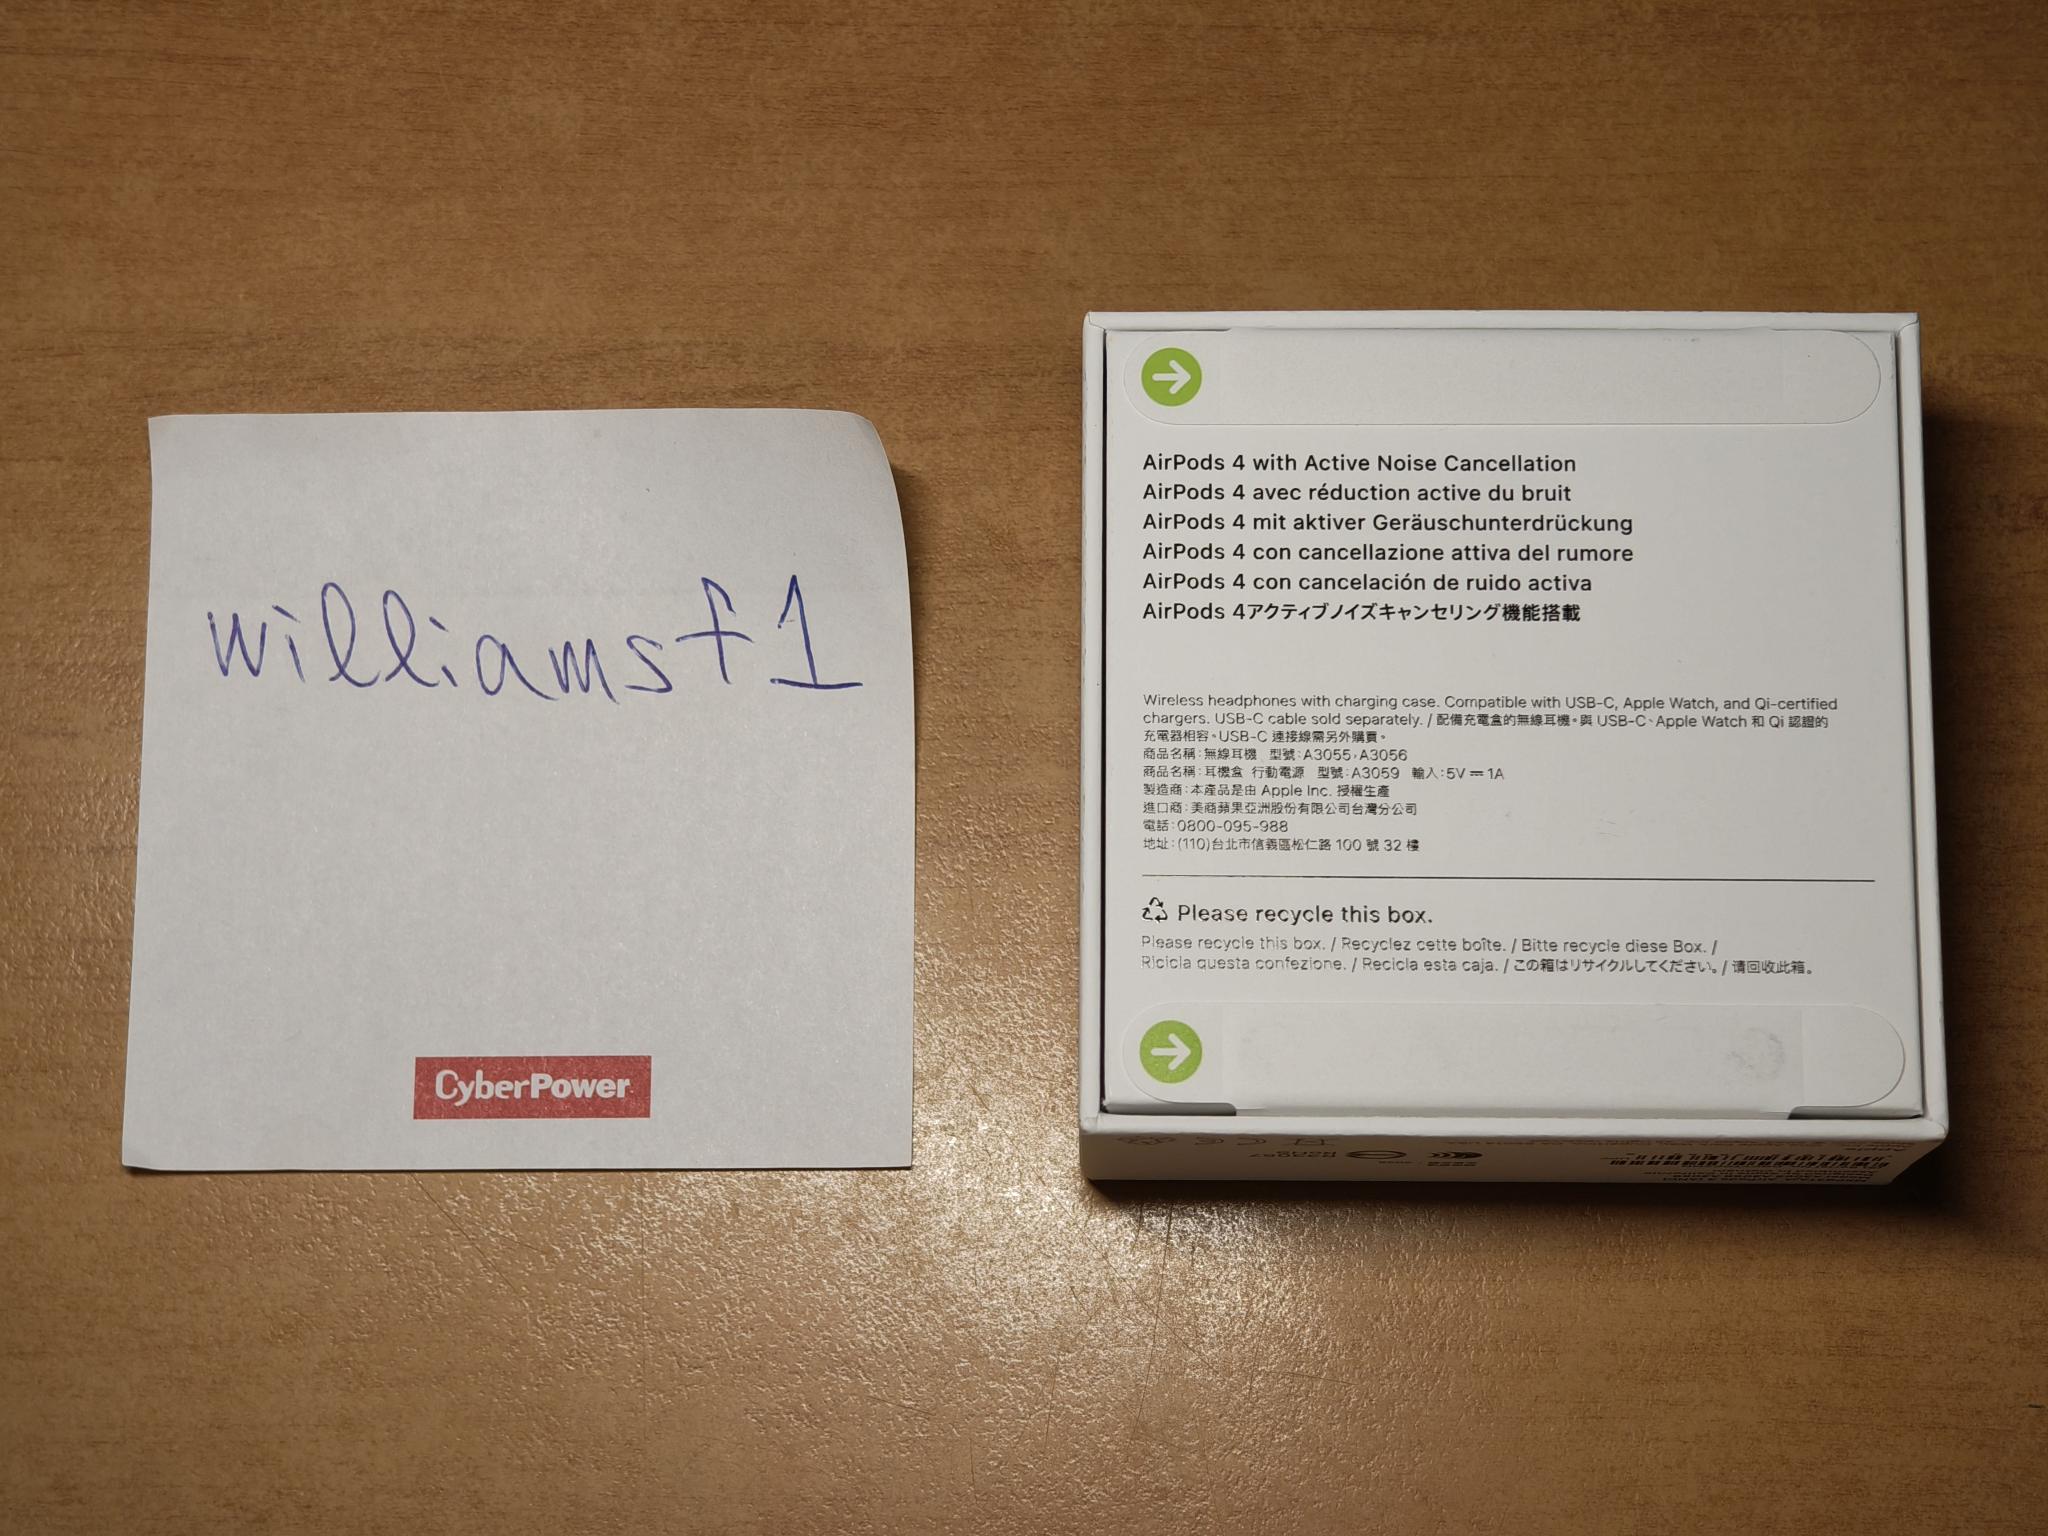 williamsf1
CyberPower
AirPods 4 with Active Noise Cancellation
AirPods 4 avec réduction active du bruit
AirPods 4 mit aktiver Geräuschunterdrückung
AirPods 4 con cancellazione attiva del rumore
AirPods 4 con cancelación de ruido activa
AirPods 4アクティブノイズキャンセリング機能搭載
Wireless headphones with charging case. Compatible with USB-C, Apple Watch, and Qi-certified
chargers. USB-C cable sold separately. / 配備充電盒的無線耳機。與 USB-C、Apple Watch 和 Qi 認證的
充電器相容。USB-C 連接線需另外購買。
商品名稱：無線耳機 型號：A3055，A3056
商品名稱：耳機盒 行動電源 型號：A3059 輸入：5V ⎓ 1A
製造商：本產品是由 Apple Inc. 授權生產
進口商：美商蘋果亞洲股份有限公司台灣分公司
電話：0800-095-988
地址：(110)台北市信義區松仁路 100 號 32 樓
Please recycle this box.
Please recycle this box. / Recyclez cette boîte. / Bitte recycle diese Box. /
Ricicla questa confezione. / Recicla esta caja. / この箱はリサイクルしてください。/ 请回收此箱。